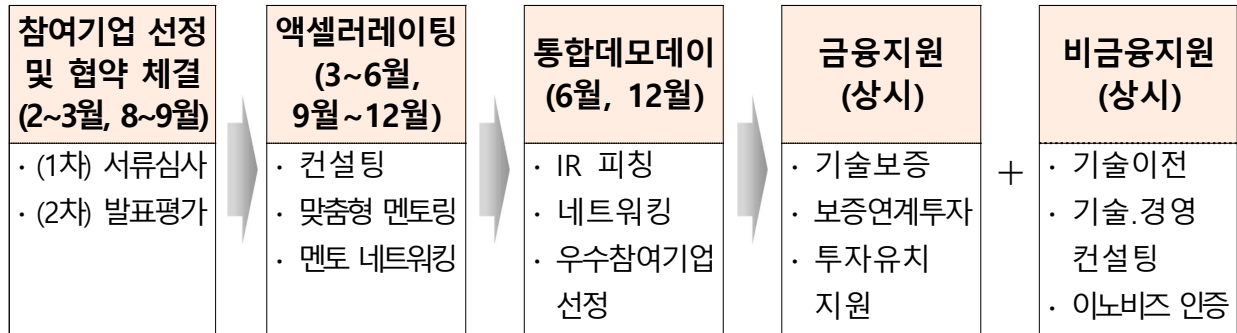 참여기업 선정
및 협약 체결
(2~3월, 8~9월)
· (1차) 서류심사
· (2차) 발표평가
액셀러레이팅
(3~6월,
9월~12월)
· 컨설팅
· 맞춤형 멘토링
· 멘토 네트워킹
통합데모데이
(6월, 12월)
· IR 피칭
· 네트워킹
· 우수참여기업
선정
금융지원
(상시)
· 기술보증
· 보증연계투자
· 투자유치
지원
+
비금융지원
(상시)
· 기술이전
· 기술.경영
컨설팅
· 이노비즈 인증